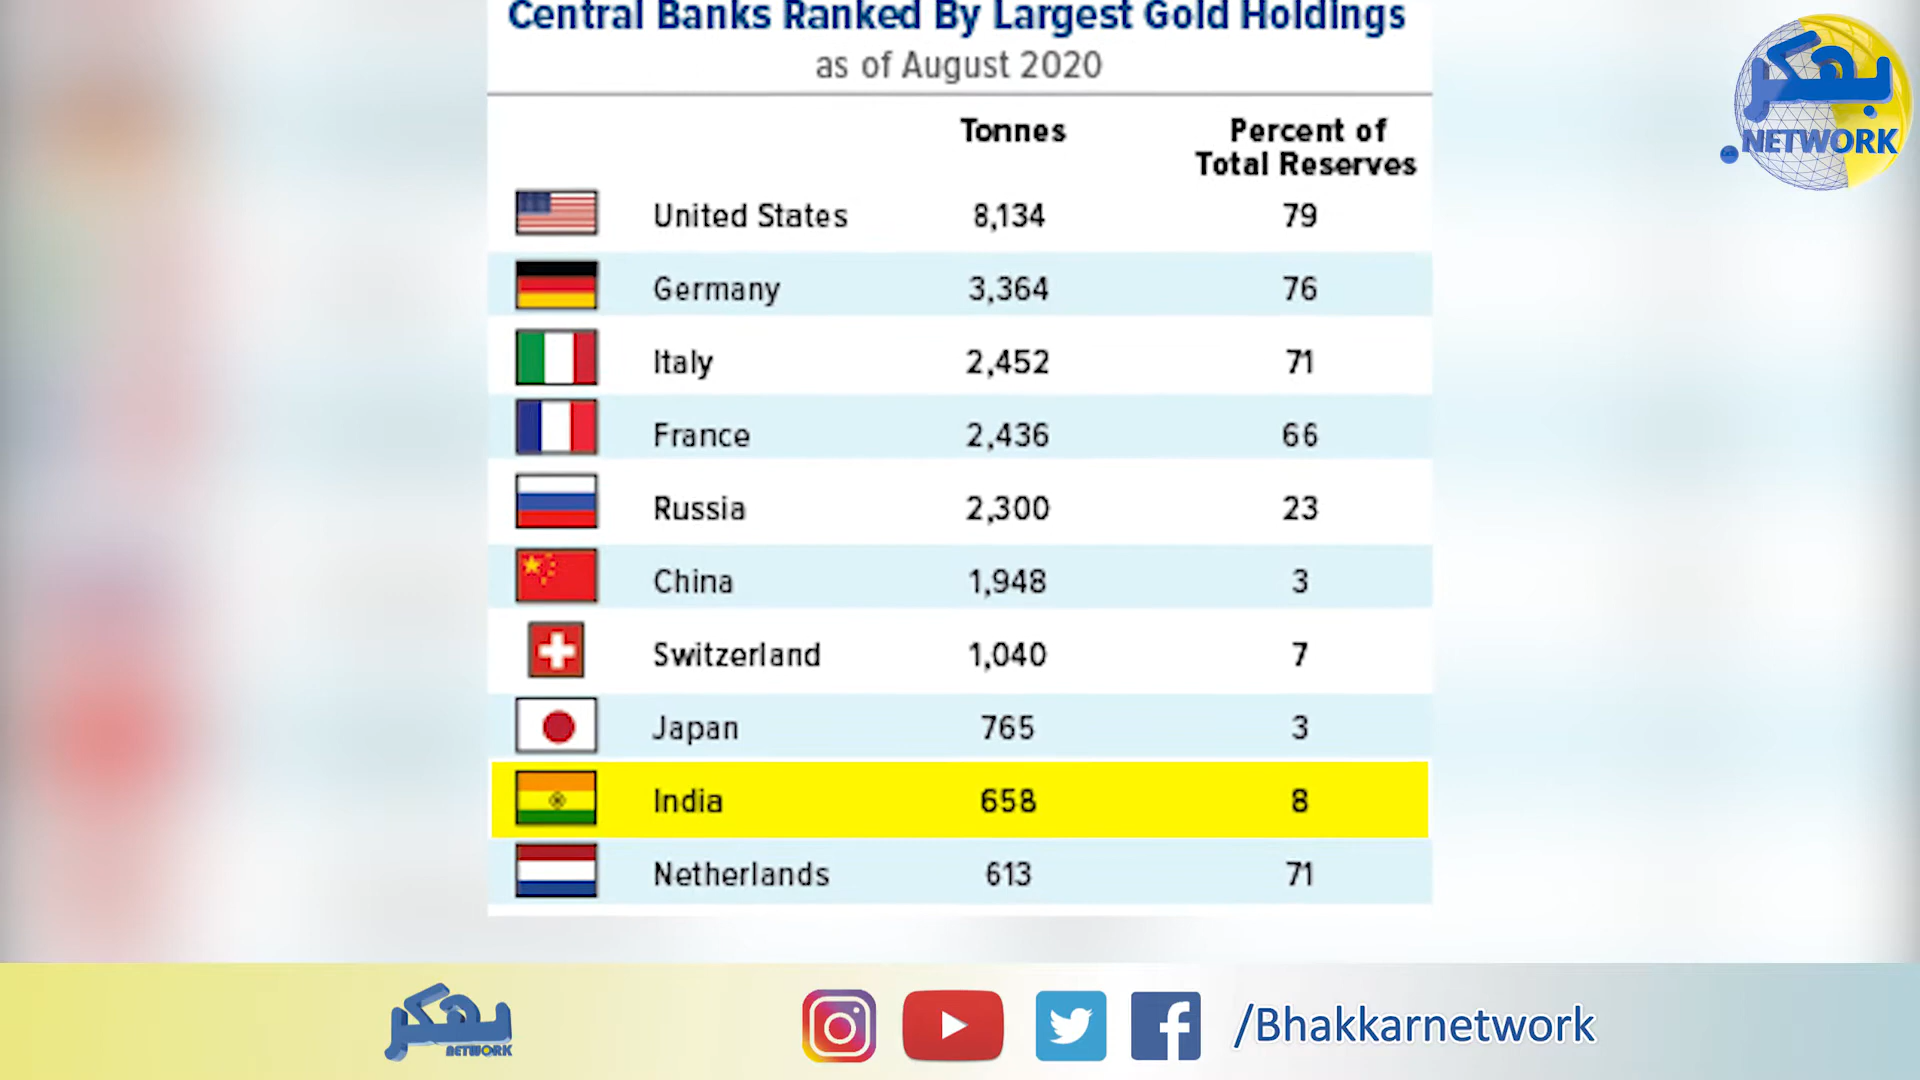 Central Banks Ranked By Largest Gold Holdings
as of August 2020
Tonnes Percent of
Total Reserves
United States 8,134 79
Germany 3,364 76
Italy 2,452 71
France 2,436 66
Russia 2,300 23
China 1,948 3
Switzerland 1,040 7
Japan 765 3
India 658 8
Netherlands 613 71
بھکر
NETWORK
بھکر
NETWORK
/Bhakkarnetwork